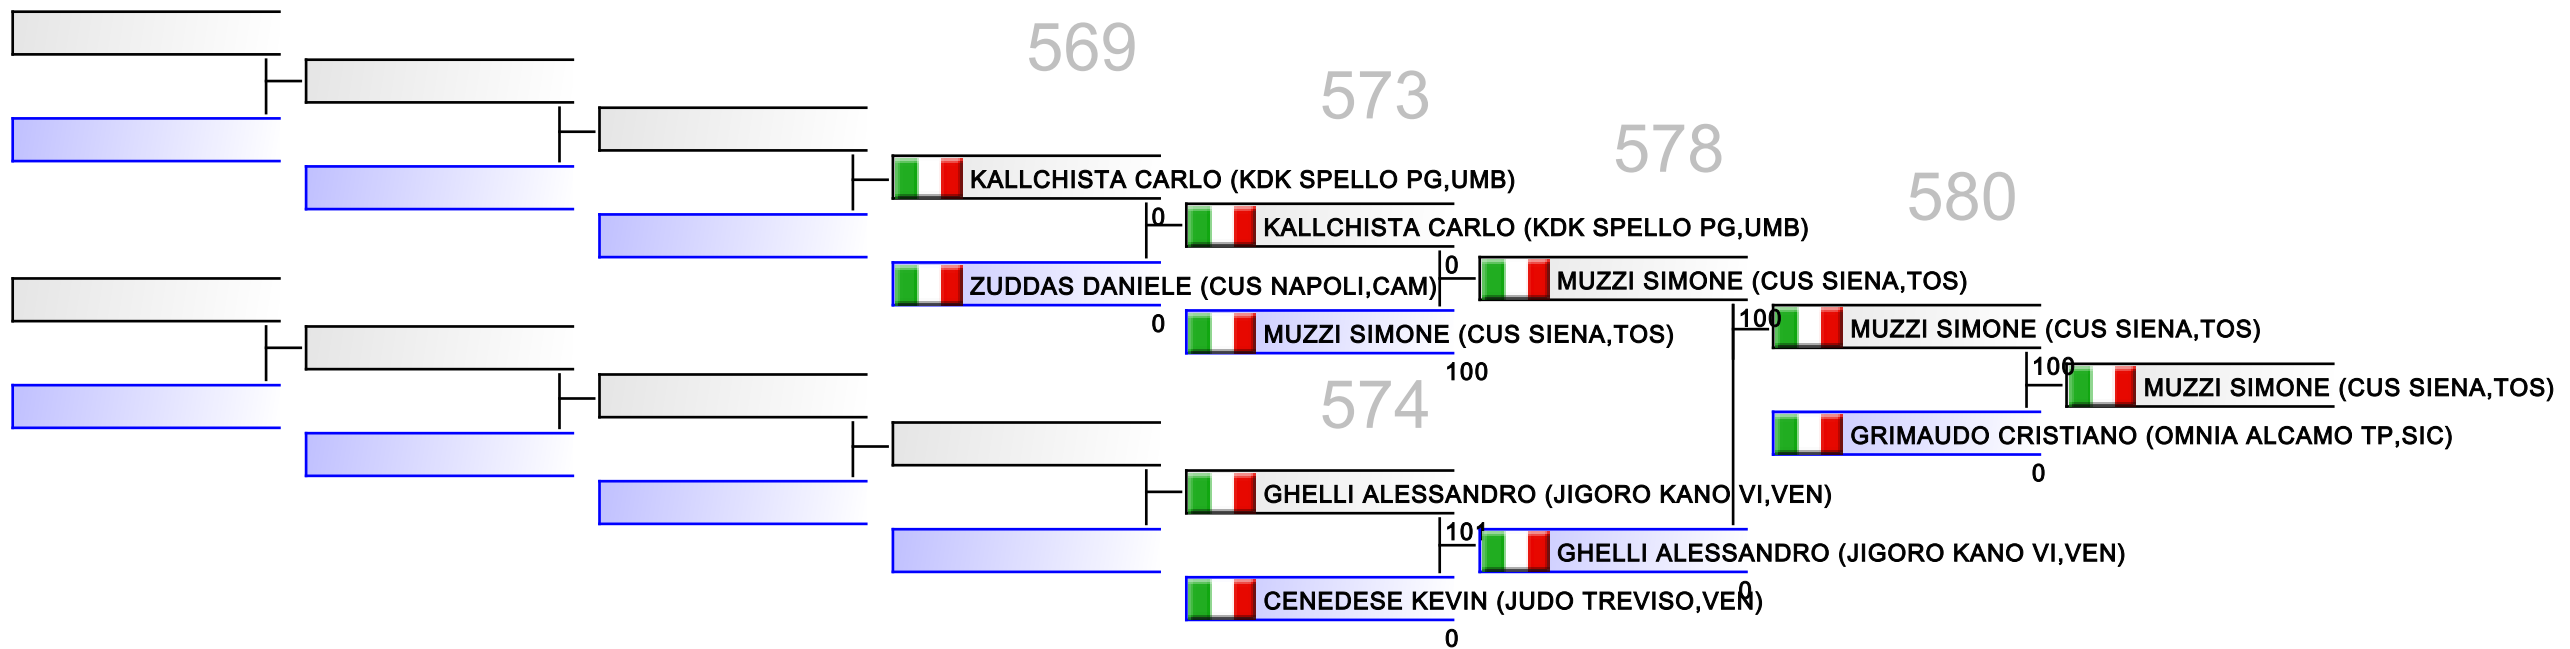 569
573
578
580
KALLCHISTA CARLO (KDK SPELLO PG,UMB)
0
KALLCHISTA CARLO (KDK SPELLO PG,UMB)
0
ZUDDAS DANIELE (CUS NAPOLI,CAM)
0
MUZZI SIMONE (CUS SIENA,TOS)
100
MUZZI SIMONE (CUS SIENA,TOS)
100
MUZZI SIMONE (CUS SIENA,TOS)
100
MUZZI SIMONE (CUS SIENA,TOS)
GRIMAUDO CRISTIANO (OMNIA ALCAMO TP,SIC)
0
574
GHELLI ALESSANDRO (JIGORO KANO VI,VEN)
101
GHELLI ALESSANDRO (JIGORO KANO VI,VEN)
0
CENEDESE KEVIN (JUDO TREVISO,VEN)
0